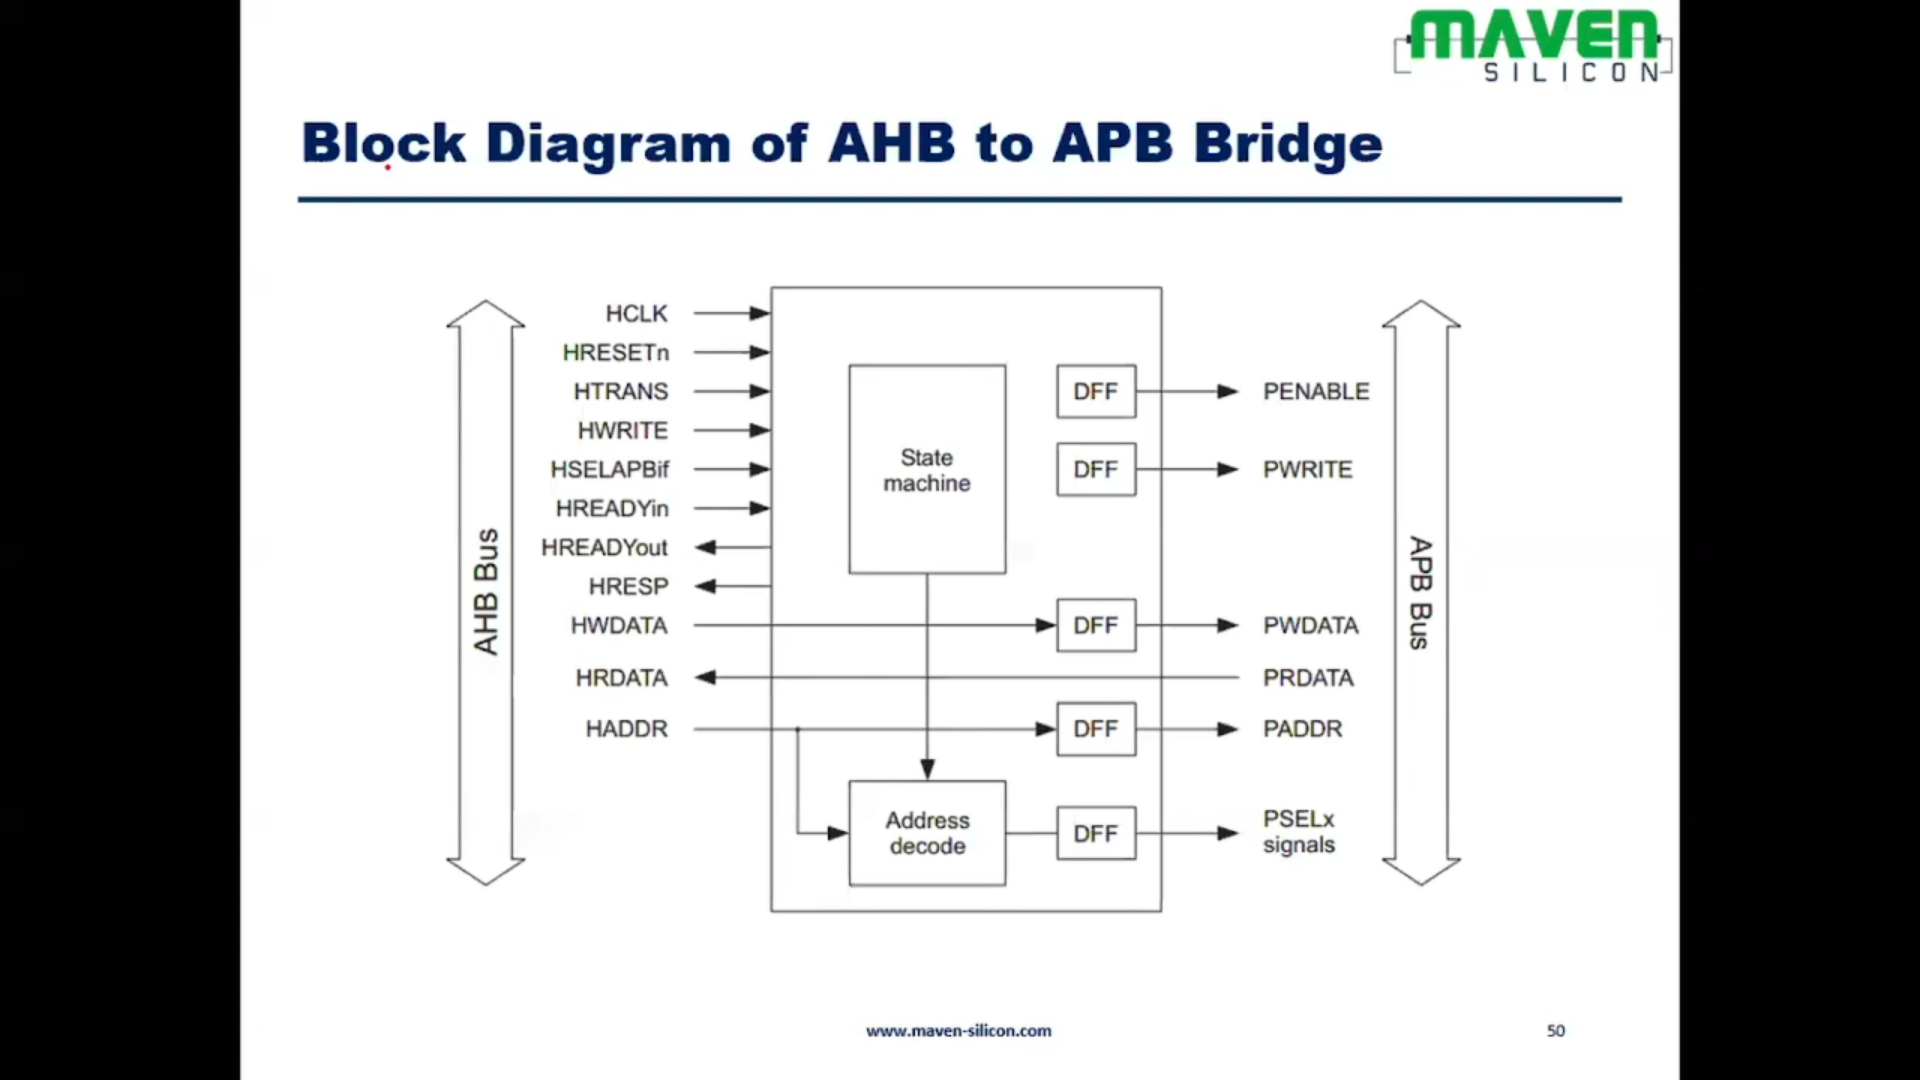 MAVEN
SILICON
Block Diagram of AHB to APB Bridge
AHB Bus
HCLK
HRESETn
HTRANS
HWRITE
HSELAPBif
HREADYin
HREADYout
HRESP
HWDATA
HRDATA
HADDR
State
machine
Address
decode
DFF
DFF
DFF
DFF
DFF
PENABLE
PWRITE
PWDATA
PRDATA
PADDR
PSELx
signals
APB Bus
www.maven-silicon.com
50